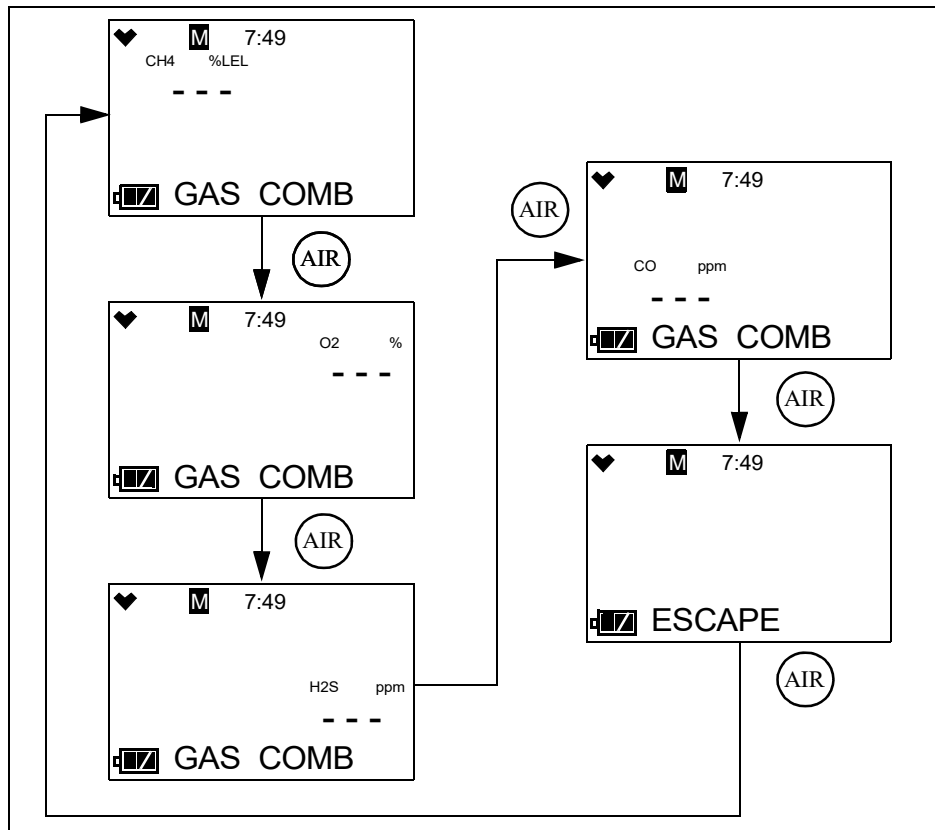 M 7:49
CH4 %LEL
- - -
GAS COMB
AIR
M 7:49
O2 %
- - -
GAS COMB
AIR
M 7:49
H2S ppm
- - -
GAS COMB
AIR
M 7:49
CO ppm
- - -
GAS COMB
AIR
M 7:49
ESCAPE
AIR